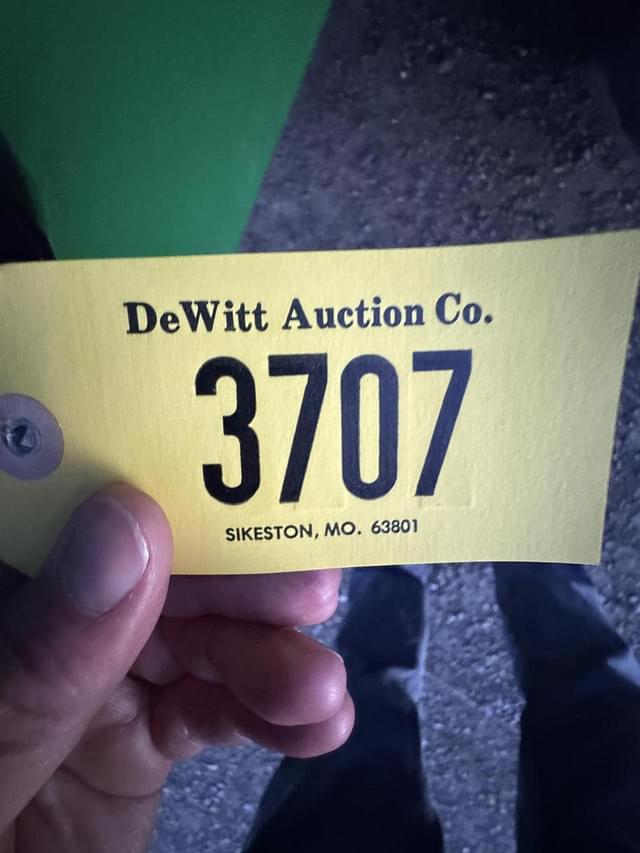 DeWitt Auction Co.
3707
SIKESTON, MO. 63801